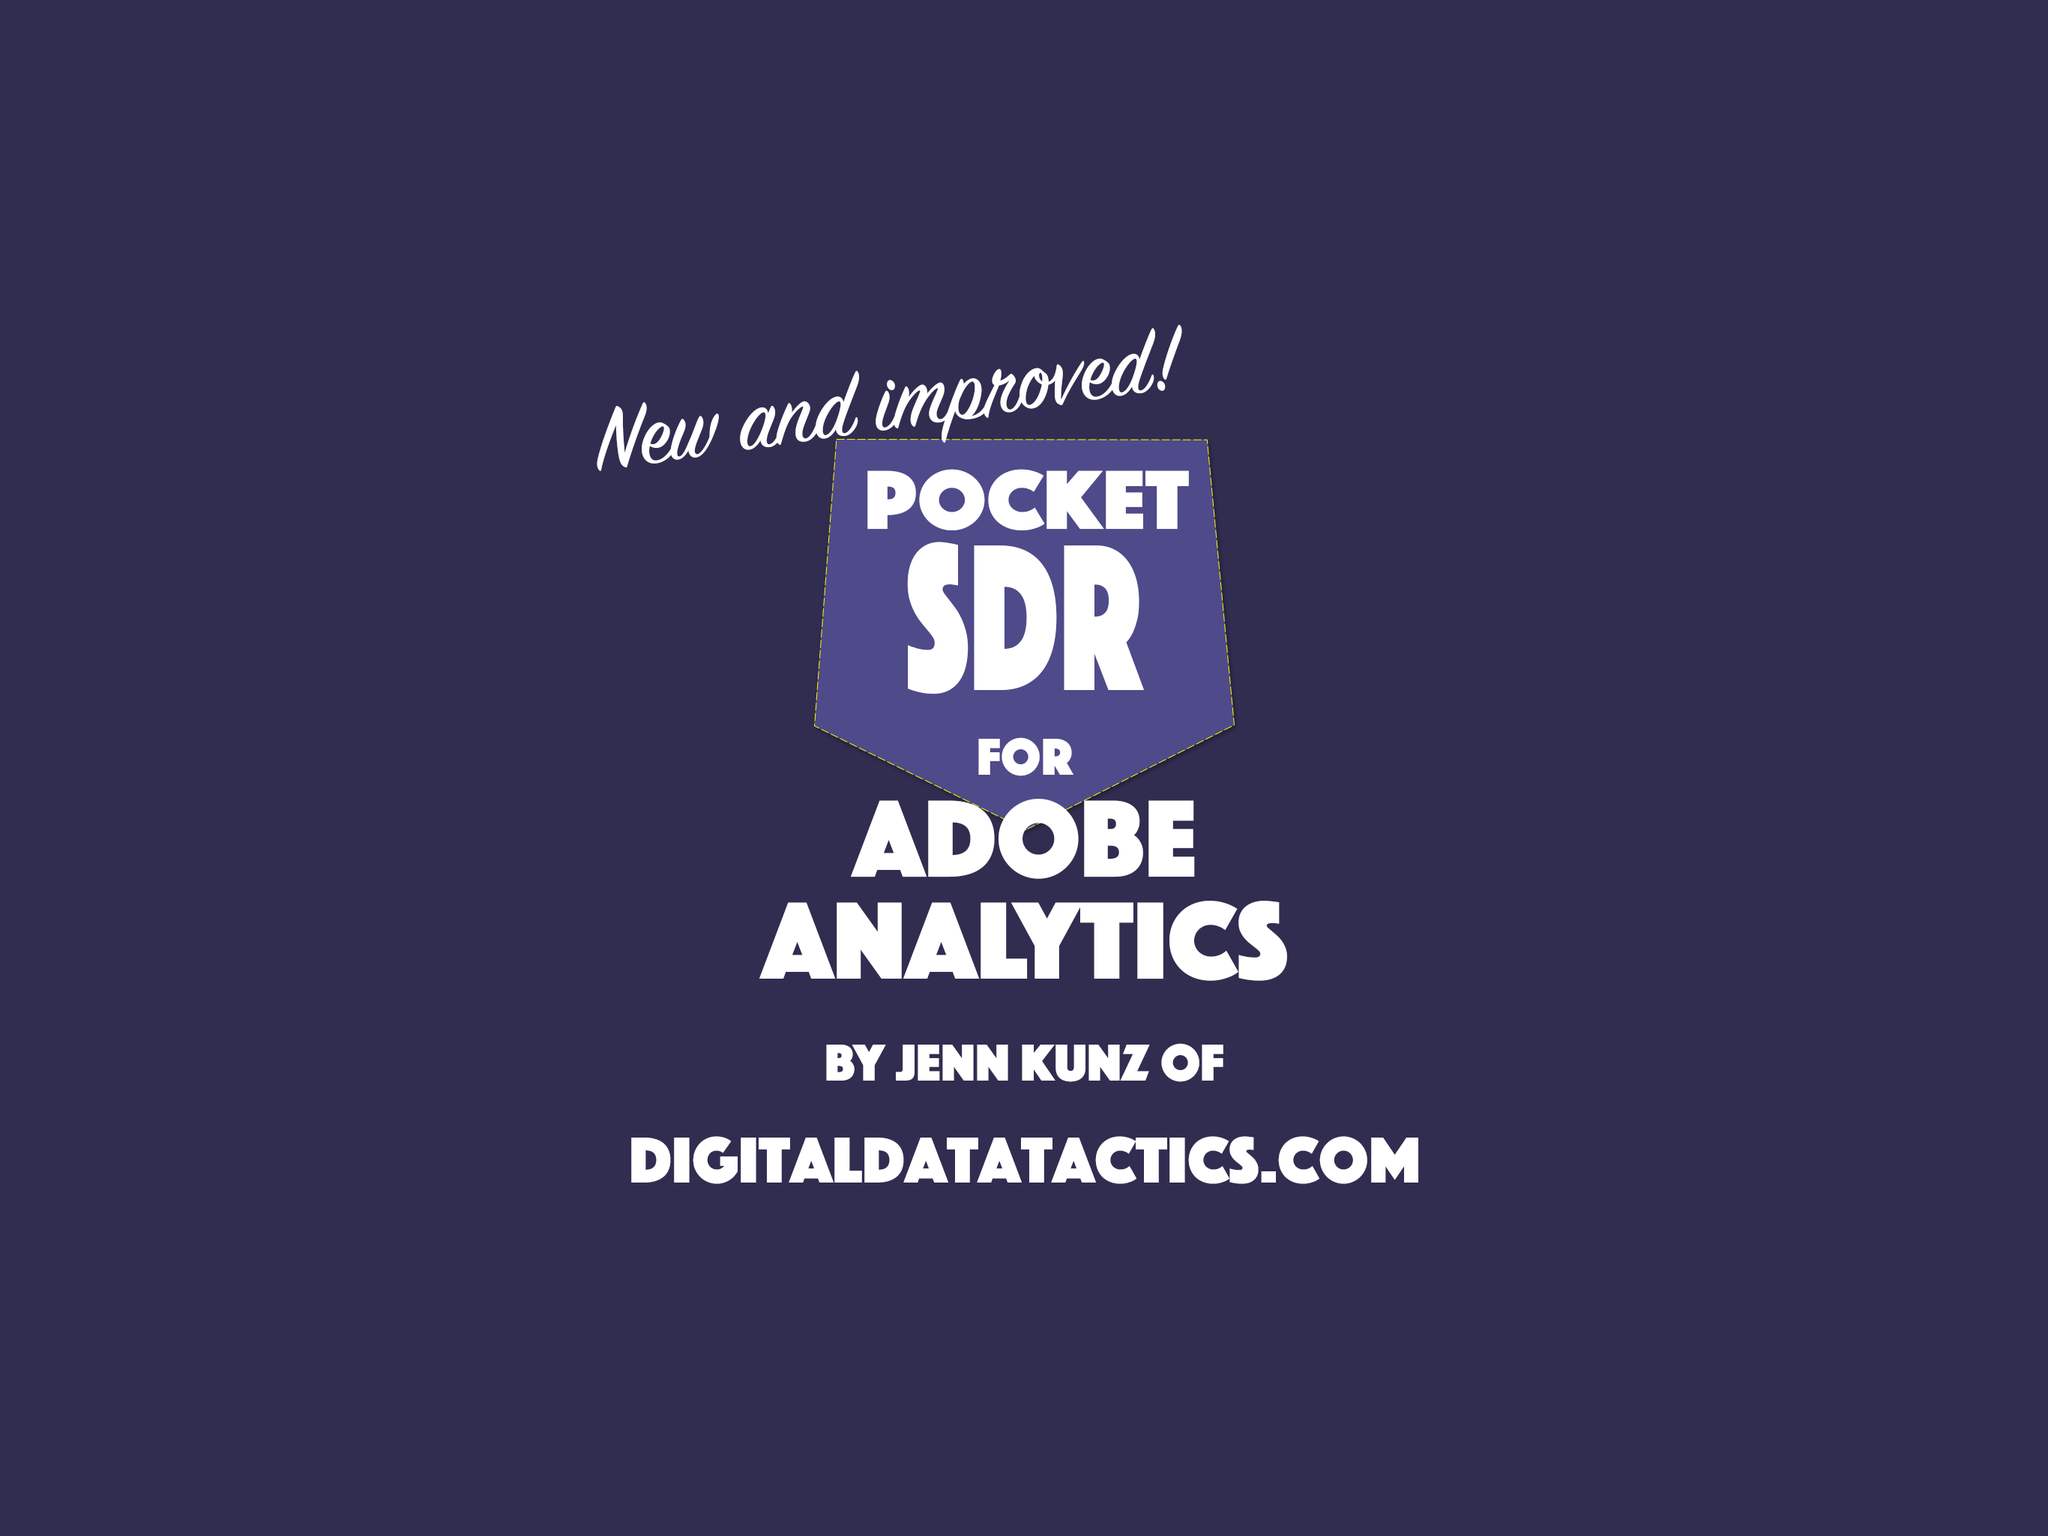 New and improved!
POCKET
SDR
FOR
ADOBE
ANALYTICS
BY JENN KUNZ OF
DIGITALDATATACTICS.COM